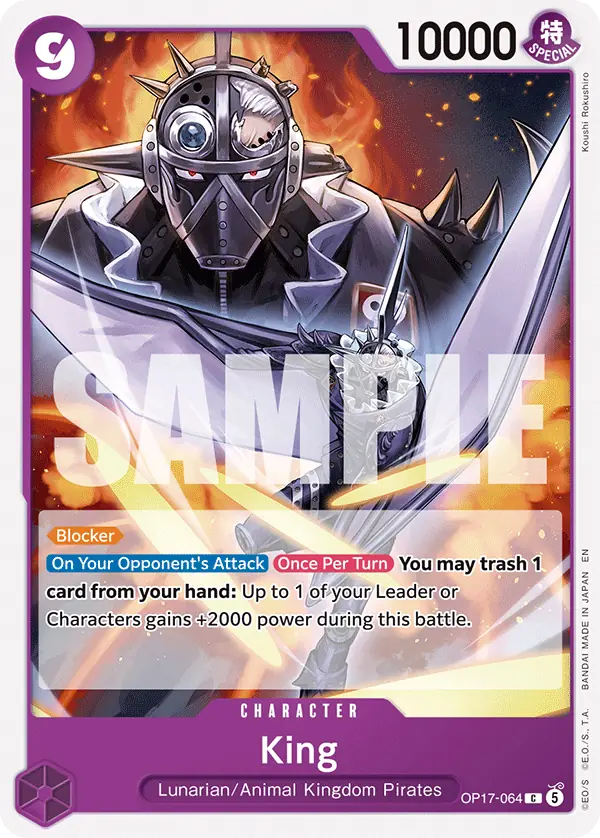 9
10000
特
SPECIAL
Koushi Rokushiro
SAMPLE
Blocker
On Your Opponent's Attack Once Per Turn You may trash 1
card from your hand: Up to 1 of your Leader or
Characters gains +2000 power during this battle.
CHARACTER
King
Lunarian/Animal Kingdom Pirates
OP17-064 C 5
©E.O/S ©E.O./S., T.A. BANDAI MADE IN JAPAN EN